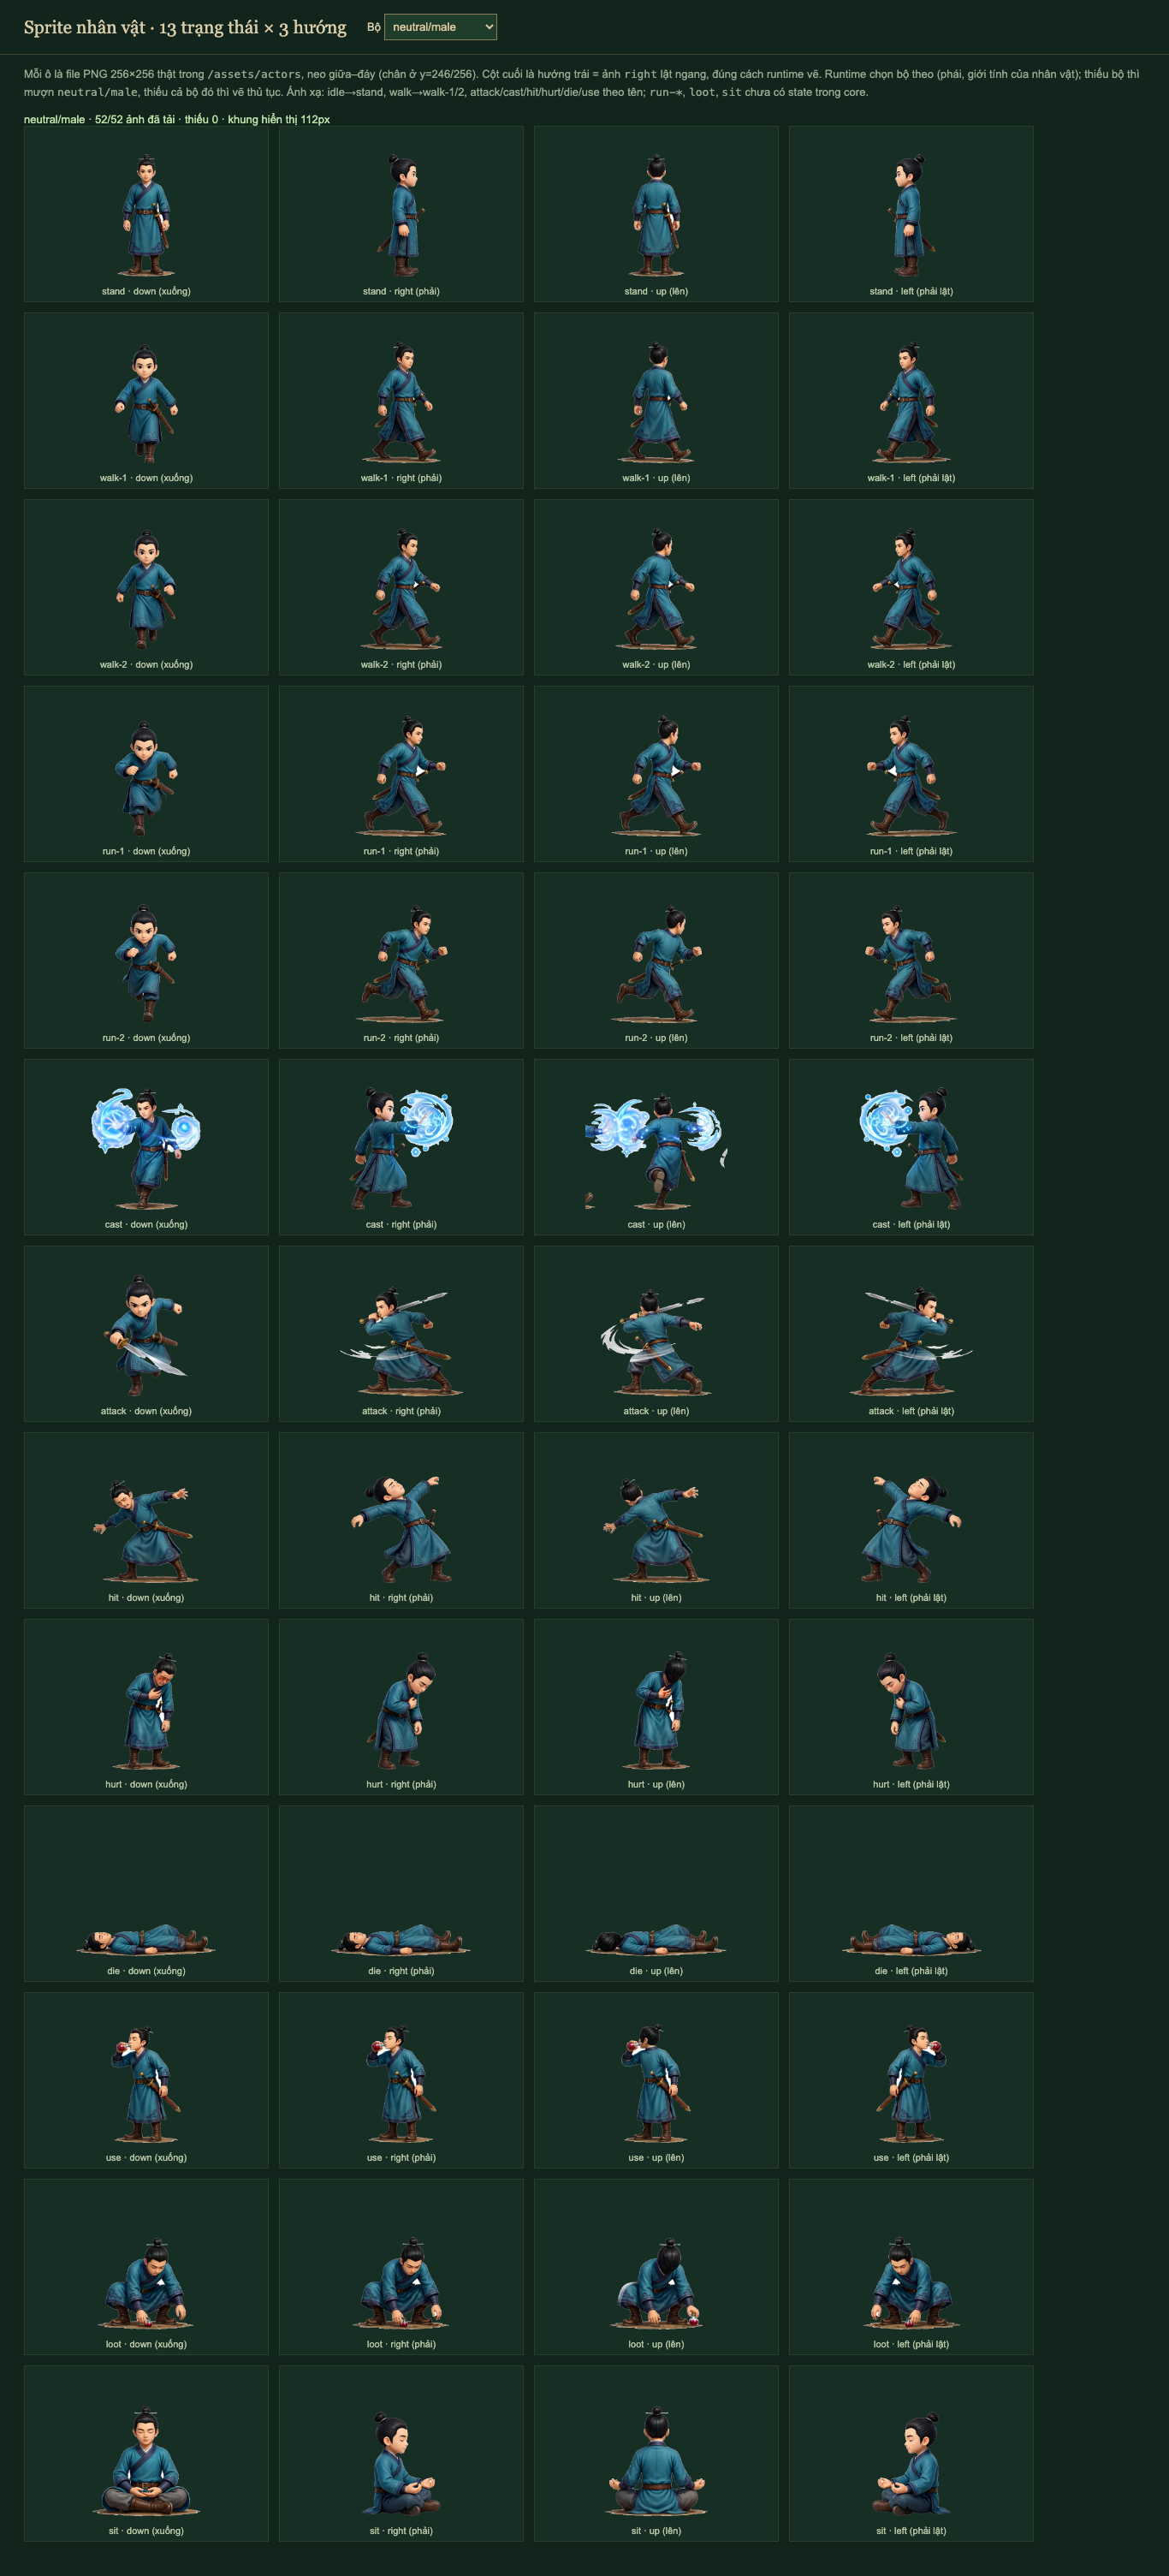 Sprite nhân vật · 13 trạng thái × 3 hướng
Bộ neutral/male
Mỗi ô là file PNG 256×256 thật trong /assets/actors, neo giữa–đáy (chân ở y=246/256). Cột cuối là hướng trái = ảnh right lật ngang, đúng cách runtime vẽ. Runtime chọn bộ theo (phái, giới tính của nhân vật); thiếu bộ thì
mượn neutral/male, thiếu cả bộ đó thì vẽ thủ tục. Ánh xạ: idle→stand, walk→walk-1/2, attack/cast/hit/hurt/die/use theo tên; run-*, loot, sit chưa có state trong core.
neutral/male · 52/52 ảnh đã tải · thiếu 0 · khung hiển thị 112px
stand · down (xuống)
stand · right (phải)
stand · up (lên)
stand · left (phải lật)
walk-1 · down (xuống)
walk-1 · right (phải)
walk-1 · up (lên)
walk-1 · left (phải lật)
walk-2 · down (xuống)
walk-2 · right (phải)
walk-2 · up (lên)
walk-2 · left (phải lật)
run-1 · down (xuống)
run-1 · right (phải)
run-1 · up (lên)
run-1 · left (phải lật)
run-2 · down (xuống)
run-2 · right (phải)
run-2 · up (lên)
run-2 · left (phải lật)
cast · down (xuống)
cast · right (phải)
cast · up (lên)
cast · left (phải lật)
attack · down (xuống)
attack · right (phải)
attack · up (lên)
attack · left (phải lật)
hit · down (xuống)
hit · right (phải)
hit · up (lên)
hit · left (phải lật)
hurt · down (xuống)
hurt · right (phải)
hurt · up (lên)
hurt · left (phải lật)
die · down (xuống)
die · right (phải)
die · up (lên)
die · left (phải lật)
use · down (xuống)
use · right (phải)
use · up (lên)
use · left (phải lật)
loot · down (xuống)
loot · right (phải)
loot · up (lên)
loot · left (phải lật)
sit · down (xuống)
sit · right (phải)
sit · up (lên)
sit · left (phải lật)